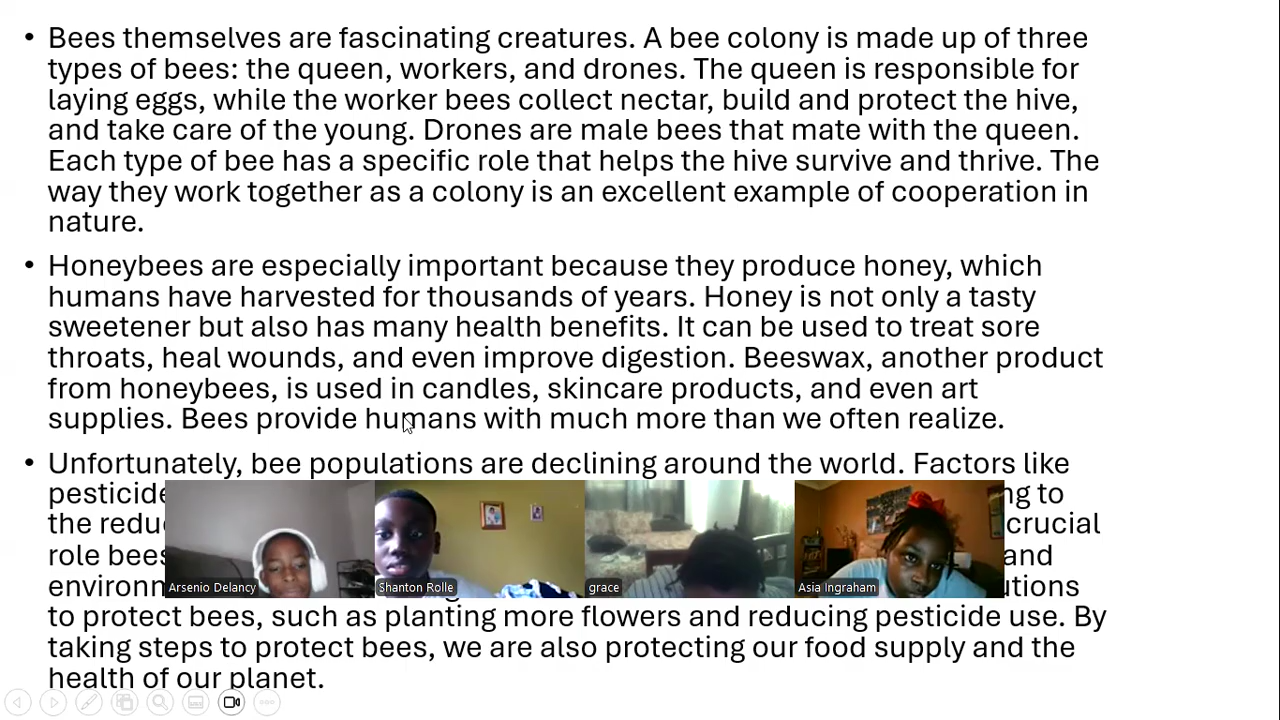 • Bees themselves are fascinating creatures. A bee colony is made up of three
types of bees: the queen, workers, and drones. The queen is responsible for
laying eggs, while the worker bees collect nectar, build and protect the hive,
and take care of the young. Drones are male bees that mate with the queen.
Each type of bee has a specific role that helps the hive survive and thrive. The
way they work together as a colony is an excellent example of cooperation in
nature.
• Honeybees are especially important because they produce honey, which
humans have harvested for thousands of years. Honey is not only a tasty
sweetener but also has many health benefits. It can be used to treat sore
throats, heal wounds, and even improve digestion. Beeswax, another product
from honeybees, is used in candles, skincare products, and even art
supplies. Bees provide humans with much more than we often realize.
• Unfortunately, bee populations are declining around the world. Factors like
to
the crucial
role and
to protect bees, such as planting more flowers and reducing pesticide use. By
taking steps to protect bees, we are also protecting our food supply and the
health of our planet.
Arsenio Delancy
Shanton Rolle
grace
Asia Ingraham